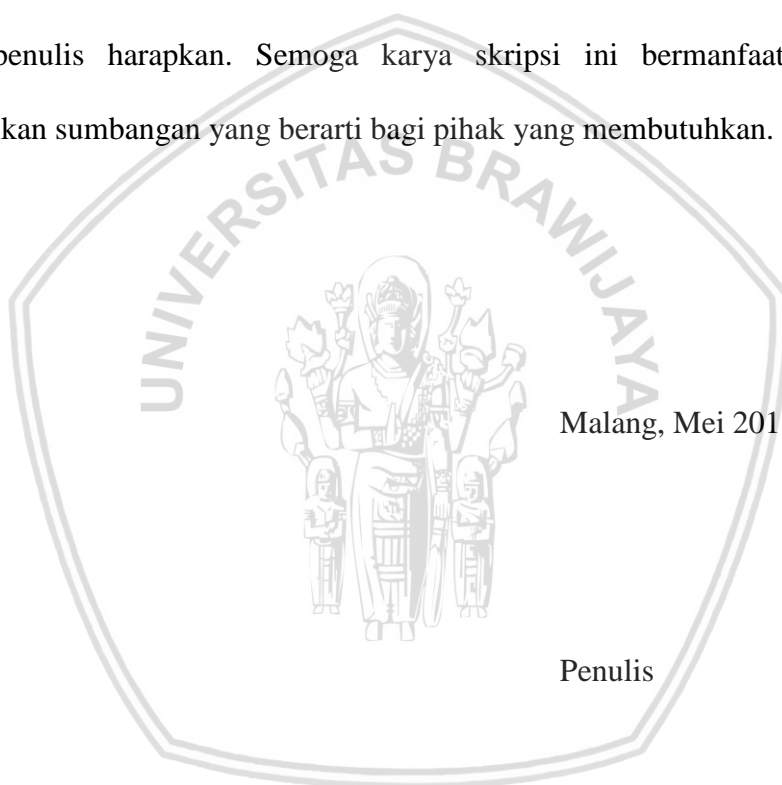 penulis harapkan. Semoga karya skripsi ini bermanfaat
kan sumbangan yang berarti bagi pihak yang membutuhkan.
UNIVERSITAS BRAWIJAYA
Malang, Mei 201
Penulis